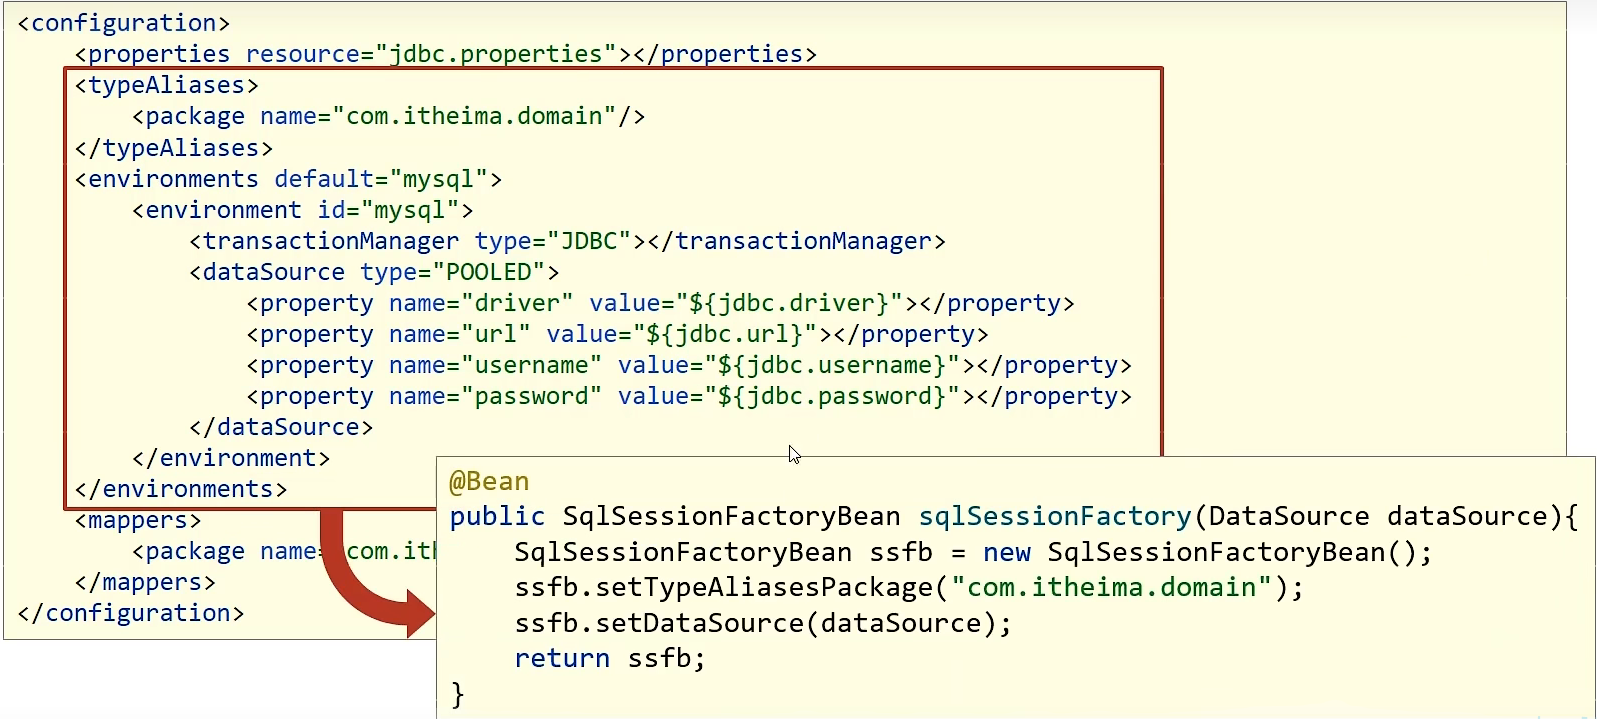 <configuration>
<properties resource="jdbc.properties"></properties>
<typeAliases>
<package name="com.itheima.domain"/>
</typeAliases>
<environments default="mysql">
<environment id="mysql">
<transactionManager type="JDBC"></transactionManager>
<dataSource type="POOLED">
<property name="driver" value="${jdbc.driver}"></property>
<property name="url" value="${jdbc.url}"></property>
<property name="username" value="${jdbc.username}"></property>
<property name="password" value="${jdbc.password}"></property>
</dataSource>
</environment>
</environments>
<mappers>
<package name= com.ith
</mappers>
</configuration>
@Bean
public SqlSessionFactoryBean sqlSessionFactory(DataSource dataSource){
SqlSessionFactoryBean ssfb = new SqlSessionFactoryBean();
ssfb.setTypeAliasesPackage("com.itheima.domain");
ssfb.setDataSource(dataSource);
return ssfb;
}